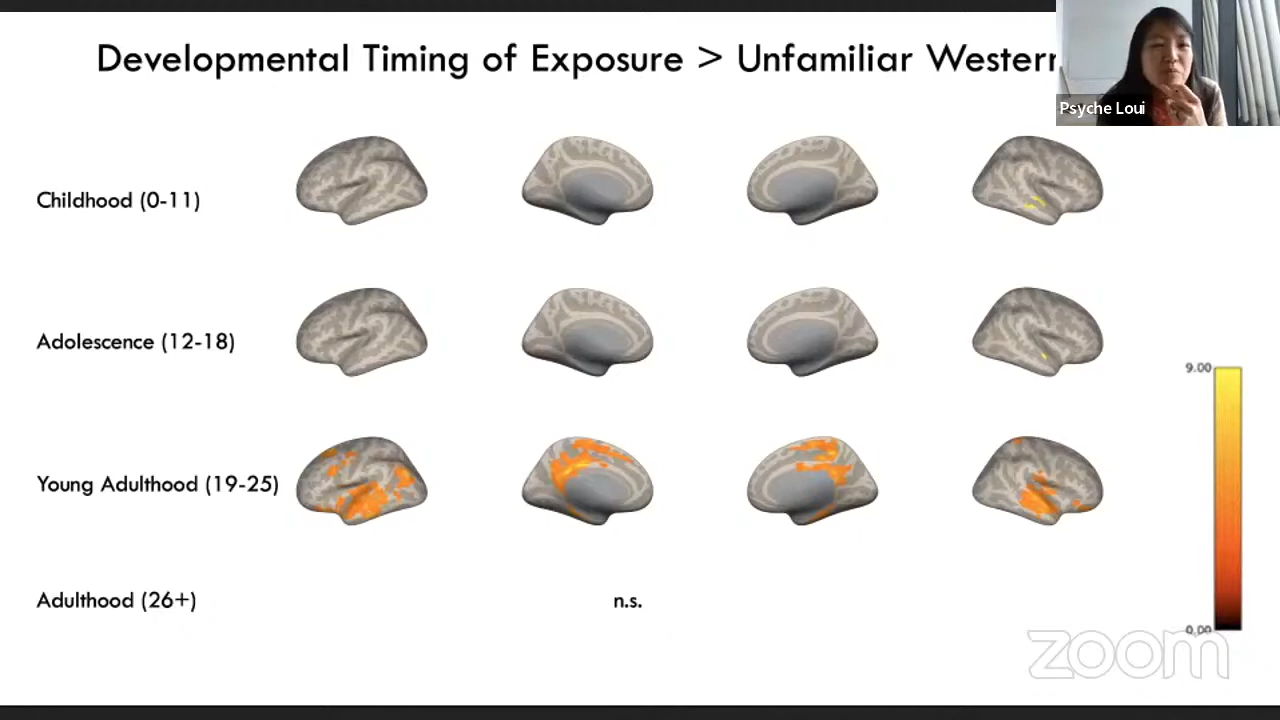 Developmental Timing of Exposure > Unfamiliar Western
Psyche Loui
Childhood (0-11)
Adolescence (12-18)
9.00
Young Adulthood (19-25)
Adulthood (26+)
n.s.
0.00
zoom